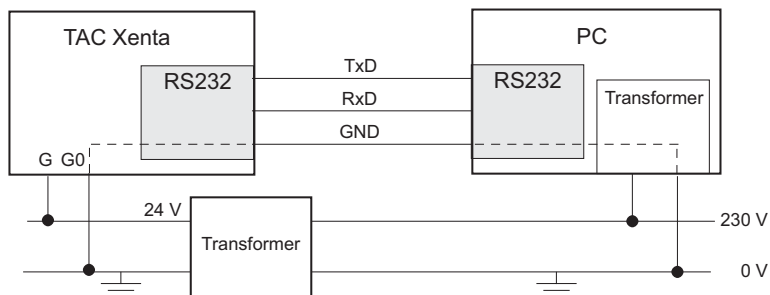 TAC Xenta
PC
RS232
TxD
RS232
Transformer
RxD
GND
G G0
24 V
Transformer
230 V
0 V